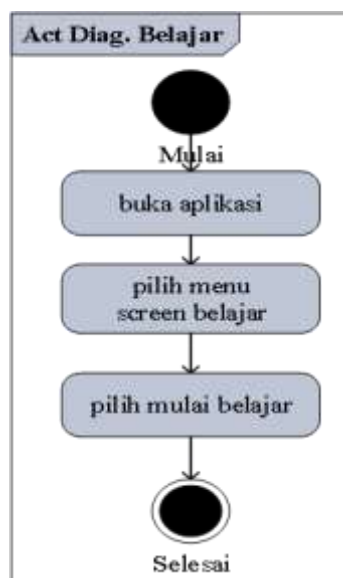 Act Diag. Belajar
Mulai
buka aplikasi
pilih menu
screen belajar
pilih mulai belajar
Selesai